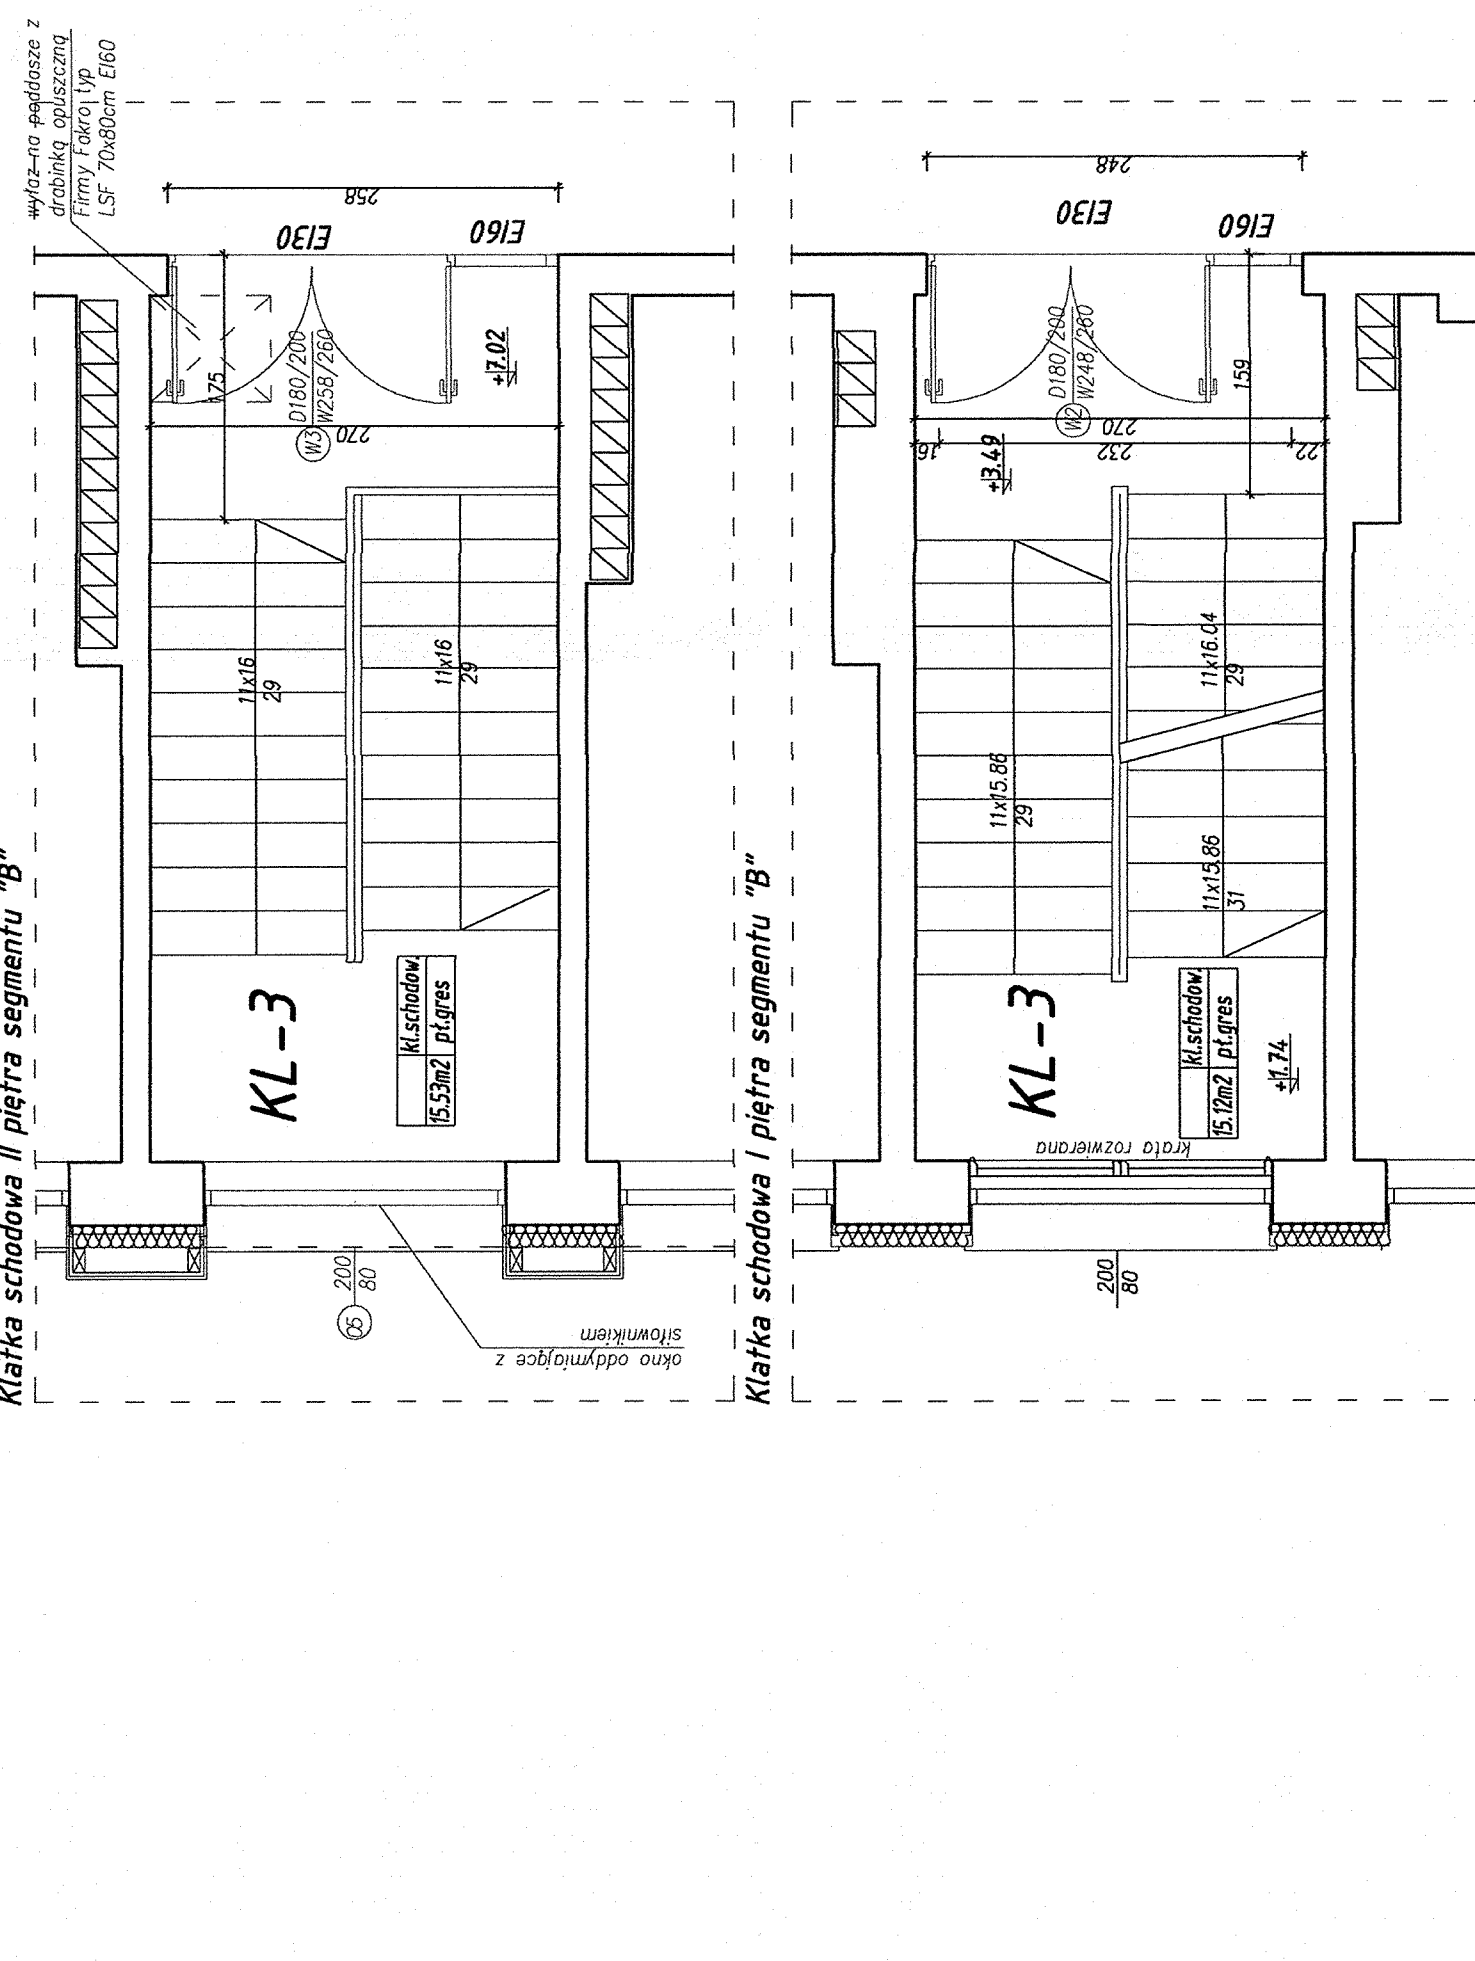 Klatka schodowa II piętra segmentu "B"
wyłaz na poddasze z
drabinką opuszczną
Firmy Fakro typ
LSF 70x80cm EI60
258
EI30
EI60
175
D180/200
W258/260
W3
270
+7.02
11x16
29
11x16
29
KL-3
kl.schodow.
15.53m2 pł.gres
200
80
O5
okno oddymiające z
siłownikiem
Klatka schodowa I piętra segmentu "B"
248
EI30
EI60
159
D180/200
W248/260
W2
270
16
232
22
+3.49
11x15.86
29
11x16.04
29
11x15.86
31
KL-3
kl.schodow.
15.12m2 pł.gres
+1.74
krata rozwierana
200
80